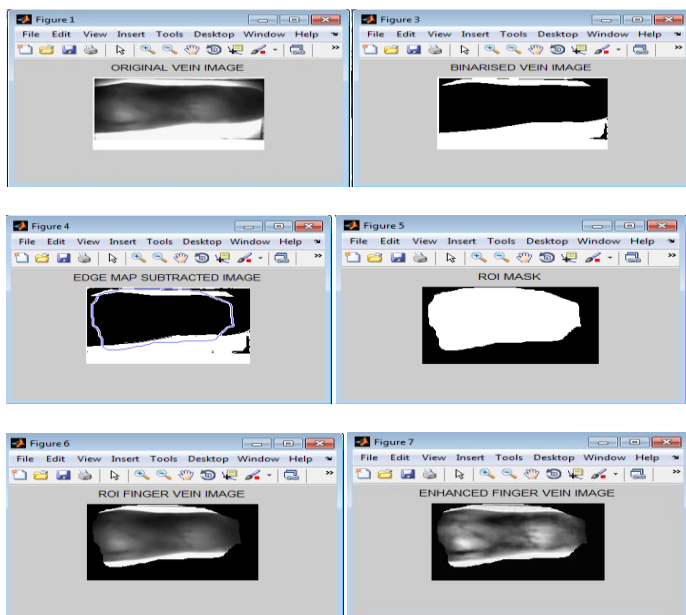 Figure 1
File Edit View Insert Tools Desktop Window Help
ORIGINAL VEIN IMAGE
Figure 3
File Edit View Insert Tools Desktop Window Help
BINARISED VEIN IMAGE
Figure 4
File Edit View Insert Tools Desktop Window Help
EDGE MAP SUBTRACTED IMAGE
Figure 5
File Edit View Insert Tools Desktop Window Help
ROI MASK
Figure 6
File Edit View Insert Tools Desktop Window Help
ROI FINGER VEIN IMAGE
Figure 7
File Edit View Insert Tools Desktop Window Help
ENHANCED FINGER VEIN IMAGE